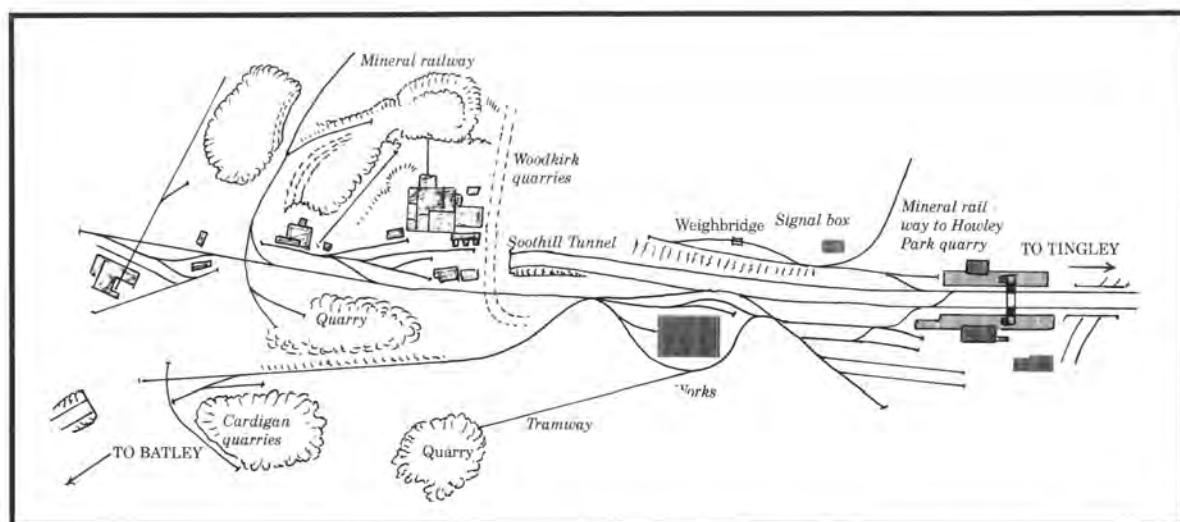 Mineral railway
Woodkirk
quarries
Soothill Tunnel
Weighbridge
Signal box
Mineral rail
way to Howley
Park quarry
TO TINGLEY
Quarry
Works
Cardigan
quarries
Tramway
Quarry
TO BATLEY